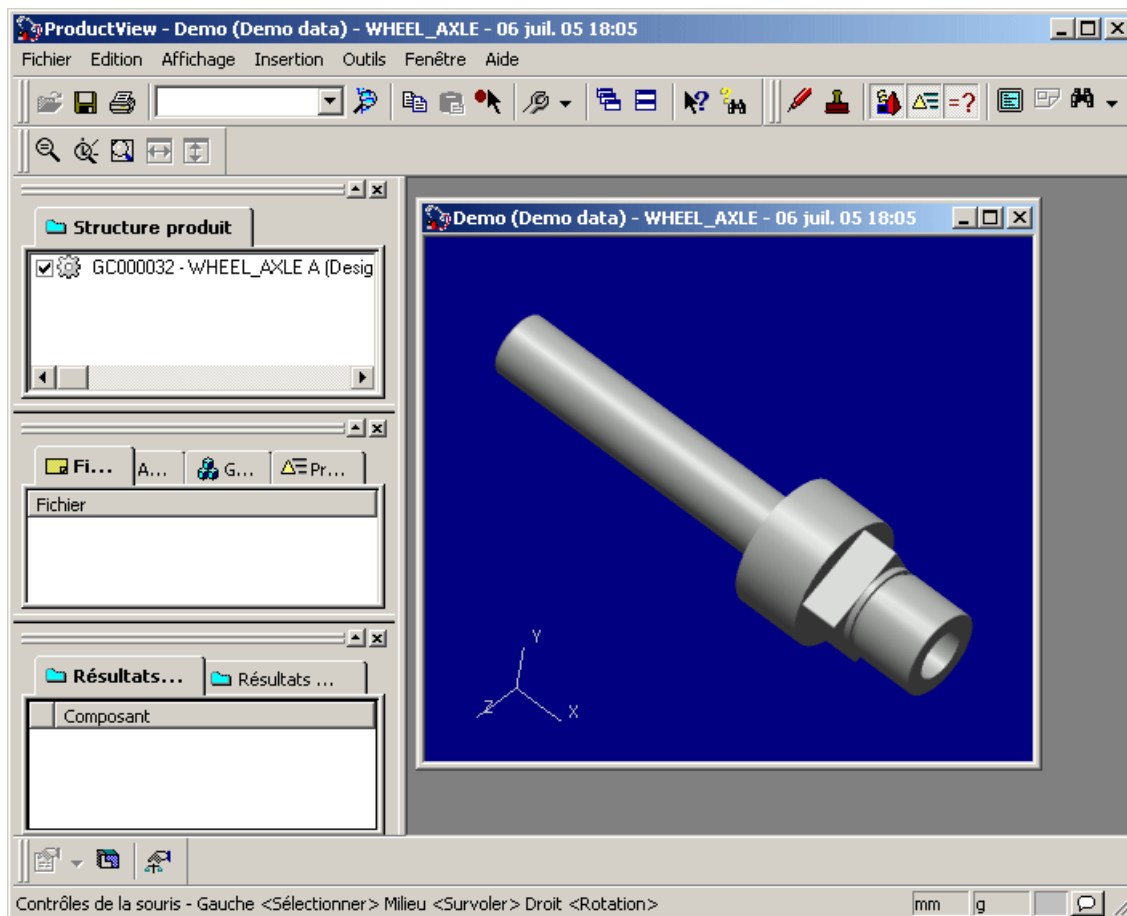 ProductView - Demo (Demo data) - WHEEL_AXLE - 06 juil. 05 18:05
Fichier Edition Affichage Insertion Outils Fenêtre Aide
=?
Structure produit
GC000032 - WHEEL_AXLE A (Desig
Demo (Demo data) - WHEEL_AXLE - 06 juil. 05 18:05
Fi... A... G... Pr...
Fichier
Résultats... Résultats ...
Composant
Y
Z
X
Contrôles de la souris - Gauche <Sélectionner> Milieu <Survoler> Droit <Rotation>
mm g